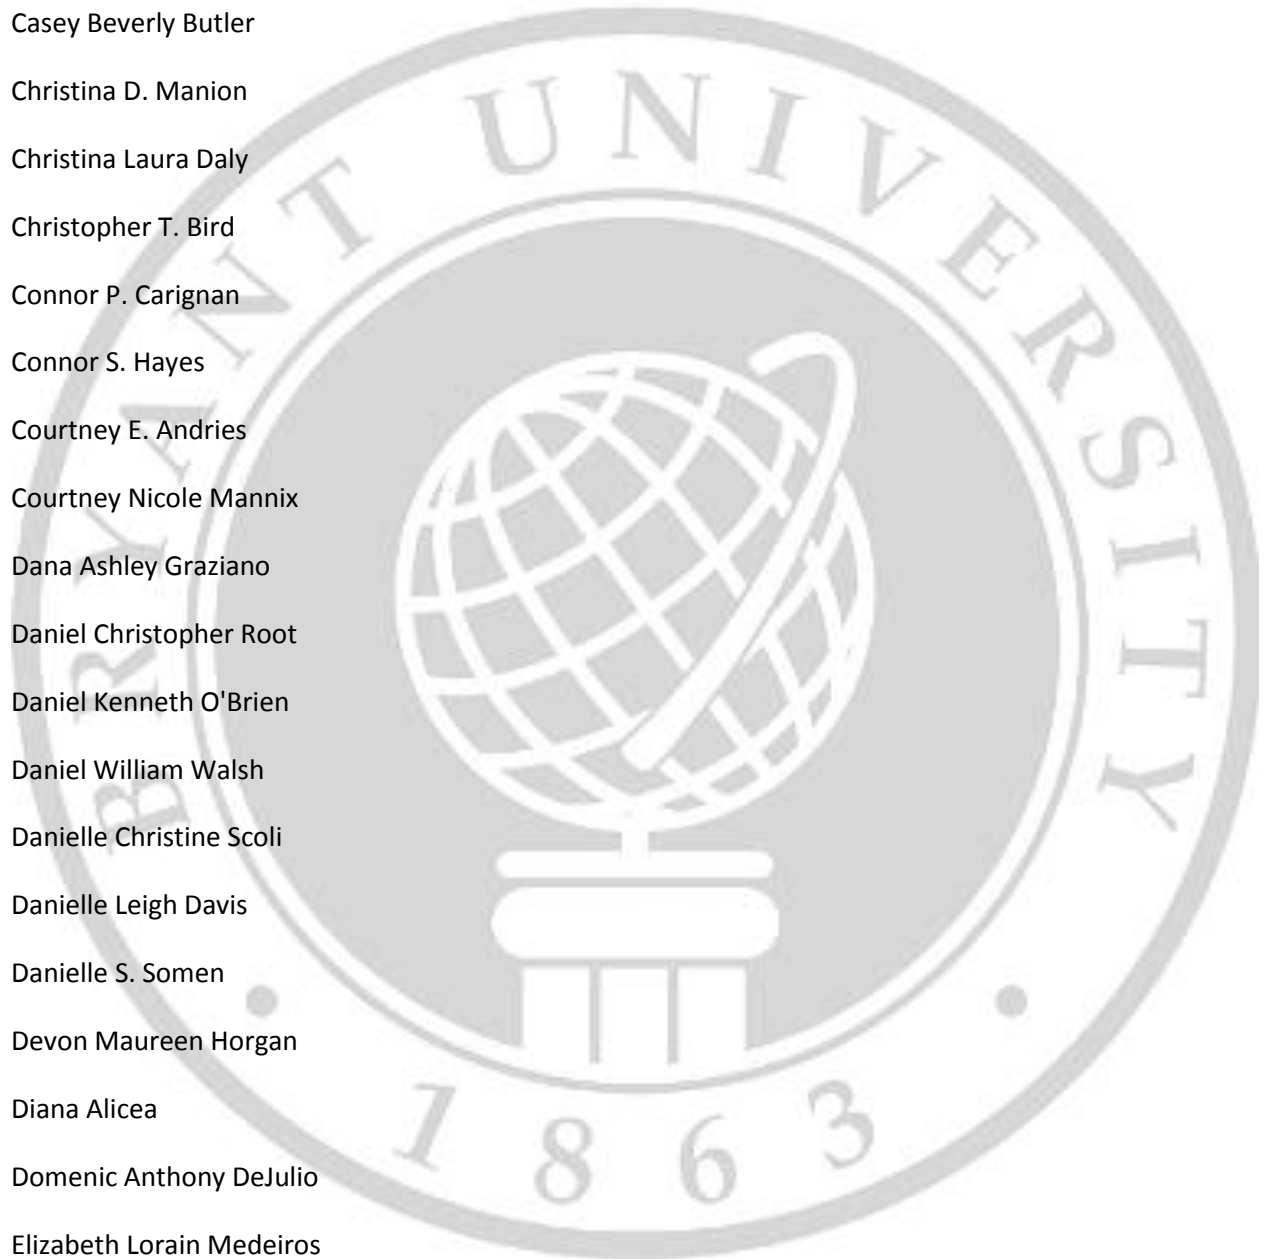 Casey Beverly Butler
Christina D. Manion
Christina Laura Daly
Christopher T. Bird
Connor P. Carignan
Connor S. Hayes
Courtney E. Andries
Courtney Nicole Mannix
Dana Ashley Graziano
Daniel Christopher Root
Daniel Kenneth O'Brien
Daniel William Walsh
Danielle Christine Scoli
Danielle Leigh Davis
Danielle S. Somen
Devon Maureen Horgan
Diana Alicea
Domenic Anthony DeJulio
Elizabeth Lorain Medeiros
BRYANT UNIVERSITY
1863